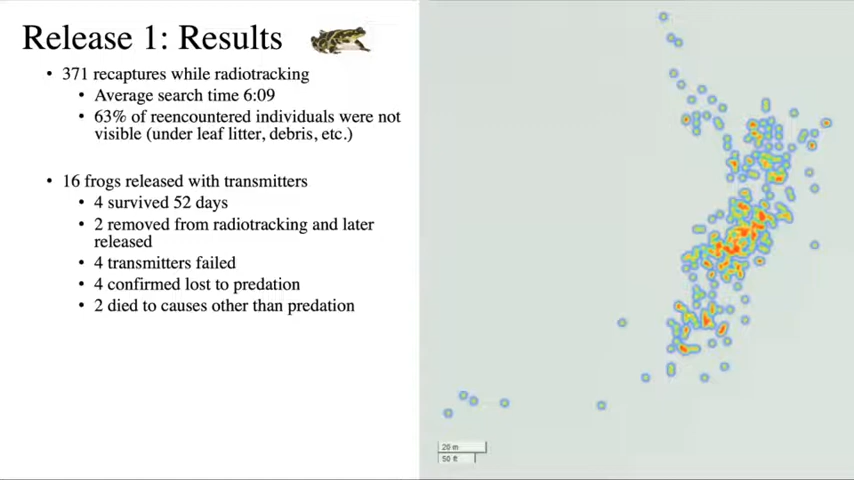 Release 1: Results
• 371 recaptures while radiotracking
• Average search time 6:09
• 63% of reencountered individuals were not
visible (under leaf litter, debris, etc.)
• 16 frogs released with transmitters
• 4 survived 52 days
• 2 removed from radiotracking and later
released
• 4 transmitters failed
• 4 confirmed lost to predation
• 2 died to causes other than predation
20 m
50 ft